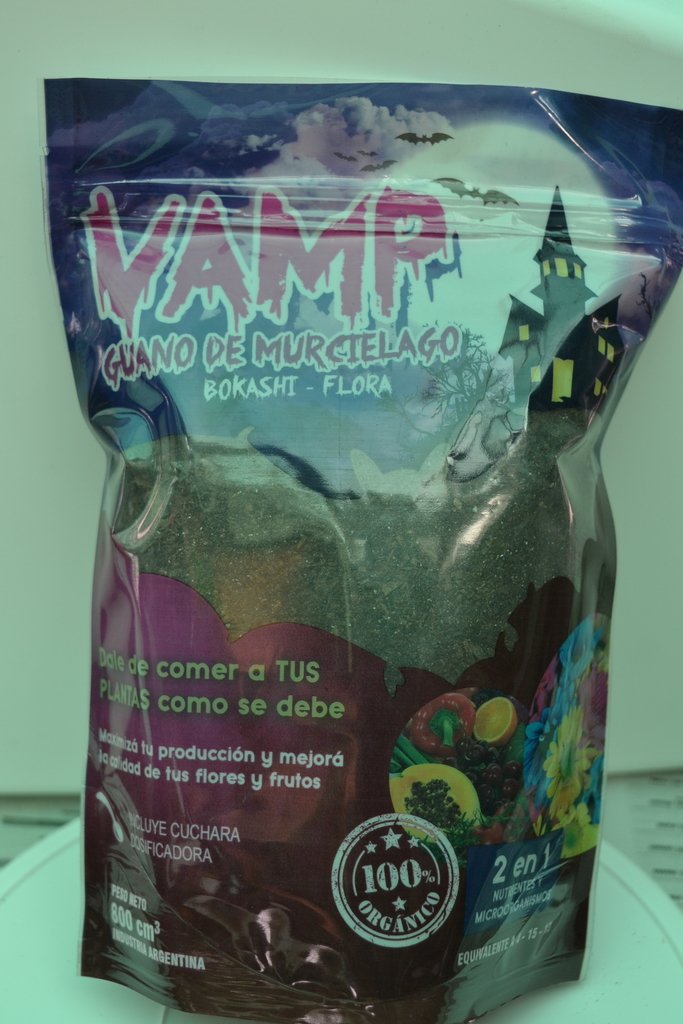 VAMP
GUANO DE MURCIELAGO
BOKASHI - FLORA
Dale de comer a TUS
PLANTAS como se debe
Maximizá tu producción y mejorá
la calidad de tus flores y frutos
INCLUYE CUCHARA
DOSIFICADORA
PESO NETO
800 cm³
INDUSTRIA ARGENTINA
100%
ORGÁNICO
2 en 1
NUTRIENTES Y
MICROORGANISMOS
EQUIVALENTE A